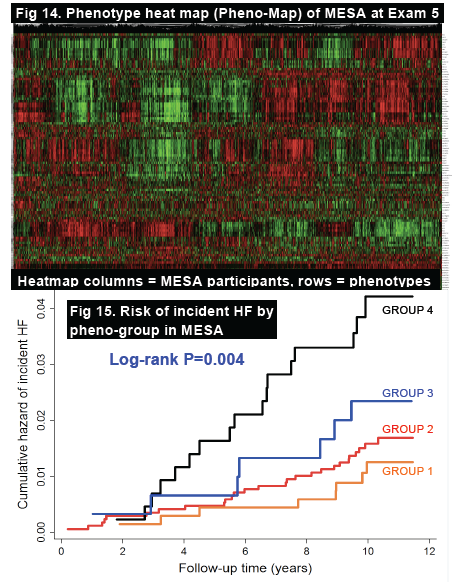 Fig 14. Phenotype heat map (Pheno-Map) of MESA at Exam 5
Heatmap columns = MESA participants, rows = phenotypes
Fig 15. Risk of incident HF by
pheno-group in MESA
Log-rank P=0.004
GROUP 4
GROUP 3
GROUP 2
GROUP 1
Cumulative hazard of incident HF
0.04
0.03
0.02
0.01
0.00
0 2 4 6 8 10 12
Follow-up time (years)